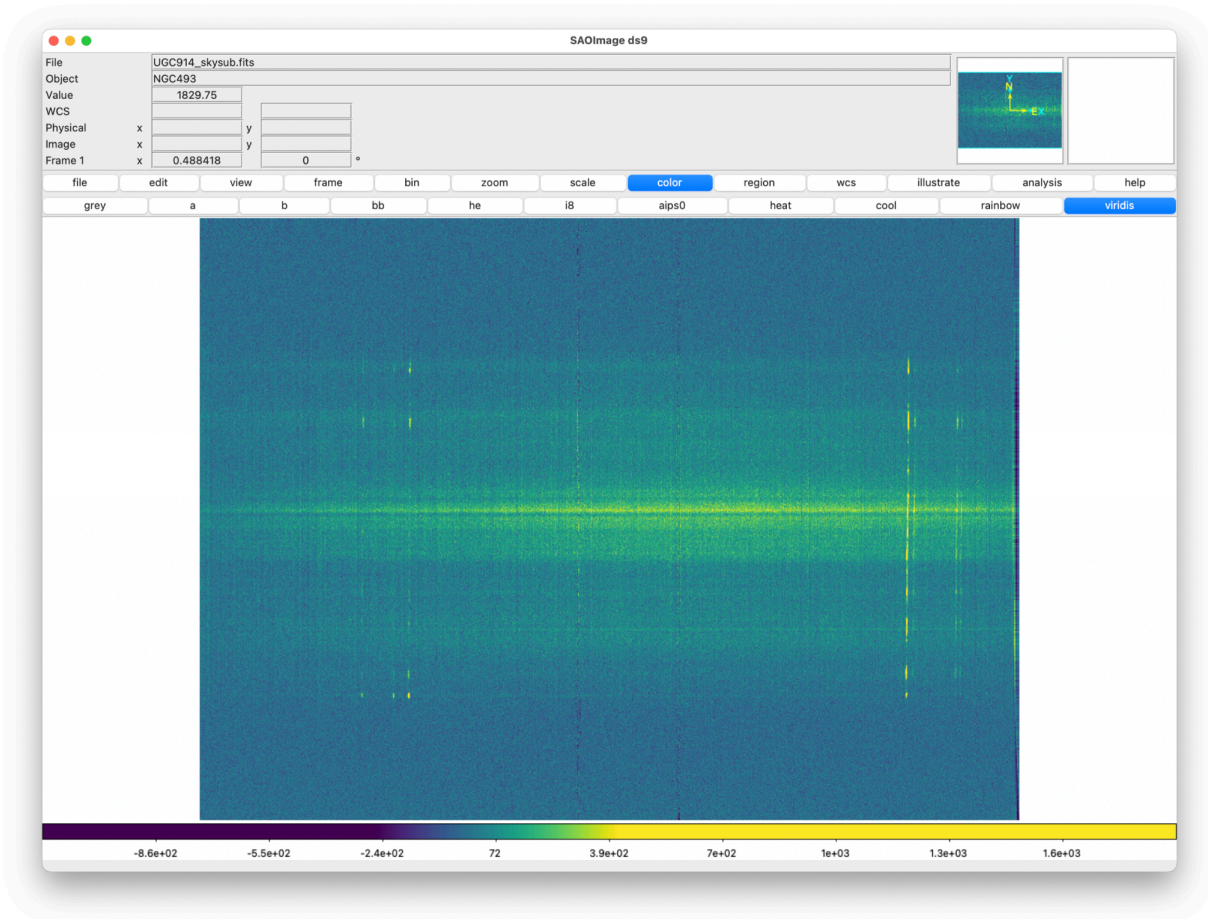 SAOImage ds9
File UGC914_skysub.fits
Object NGC493
Value 1829.75
WCS
Physical x y
Image x y
Frame 1 x 0.488418 0 °
Y
N
E X
file edit view frame bin zoom scale color region wcs illustrate analysis help
grey a b bb he i8 aips0 heat cool rainbow viridis
-8.6e+02 -5.5e+02 -2.4e+02 72 3.9e+02 7e+02 1e+03 1.3e+03 1.6e+03